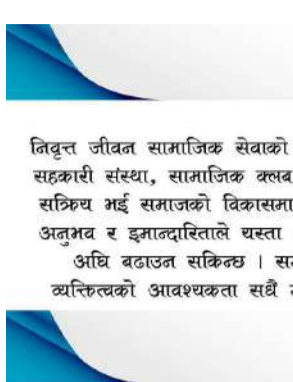 निवृत्त जीवन सामाजिक सेवाको
सहकारी संस्था, सामाजिक क्लब
सक्रिय भई समाजको विकासमा
अनुभव र इमान्दारिताले यस्ता
अघि बढाउन सकिन्छ ।
व्यक्तित्वको आवश्यकता सधैं